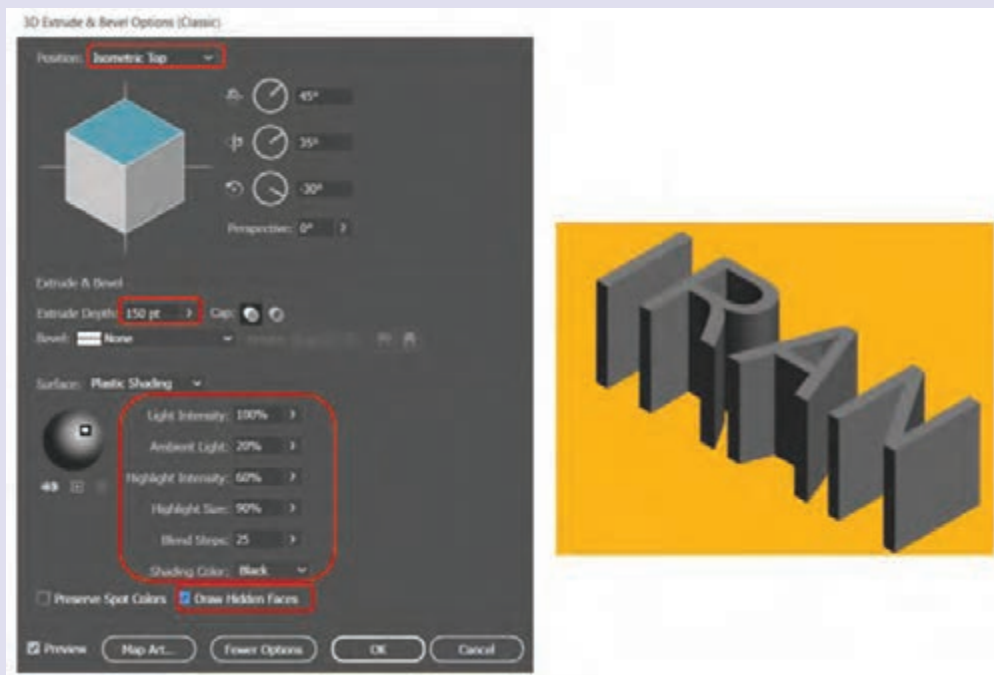 3D Extrude & Bevel Options (Classic)
Position: Isometric Top
45°
35°
-30°
Perspective: 0°
Extrude & Bevel
Extrude Depth: 150 pt Cap:
Bevel: None
Surface: Plastic Shading
Light Intensity: 100%
Ambient Light: 20%
Highlight Intensity: 60%
Highlight Size: 90%
Blend Steps: 25
Shading Color: Black
Preserve Spot Colors Draw Hidden Faces
Preview Map Art... Fewer Options OK Cancel
IRAN